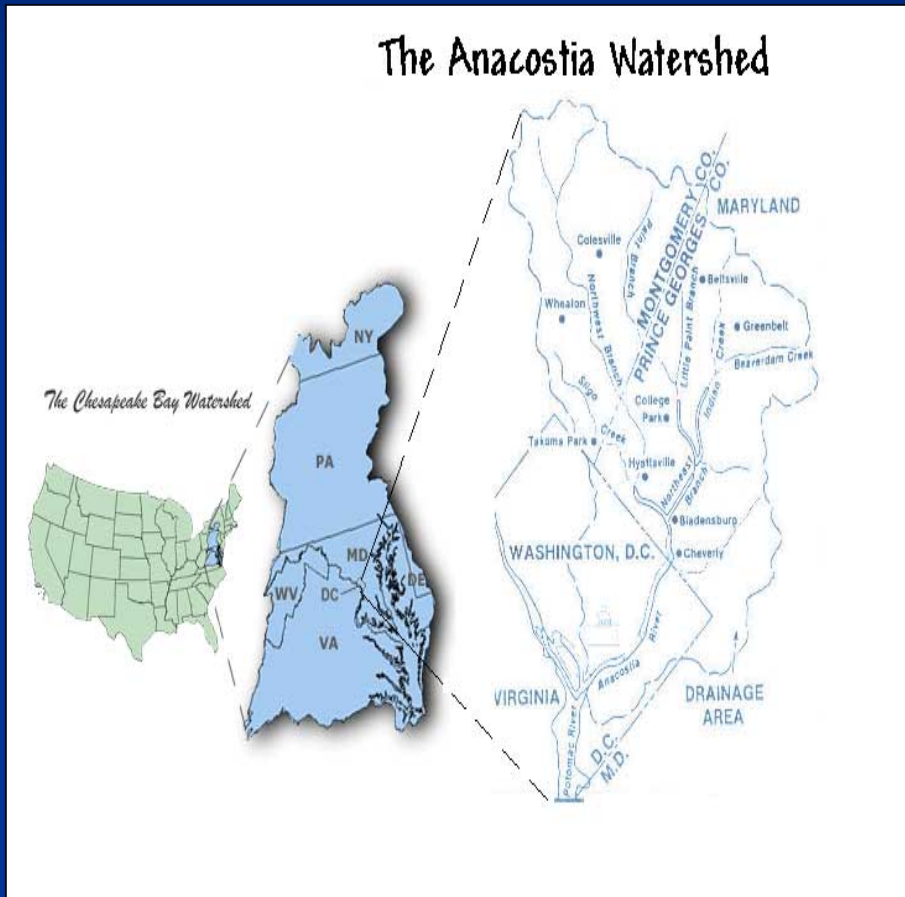 The Anacostia Watershed
The Chesapeake Bay Watershed
NY
PA
MD
DE
WV
DC
VA
MONTGOMERY CO.
PRINCE GEORGES CO.
MARYLAND
Colesville
Paint Branch
Beltsville
Wheaton
Northwest Branch
Little Paint Branch
Greenbelt
Indian Creek
Beaverdam Creek
Sligo Creek
College
Park
Takoma Park
Hyattsville
Northeast
Branch
Bladensburg
WASHINGTON, D.C.
Cheverly
Anacostia River
VIRGINIA
DRAINAGE
AREA
Potomac River
D.C.
M.D.